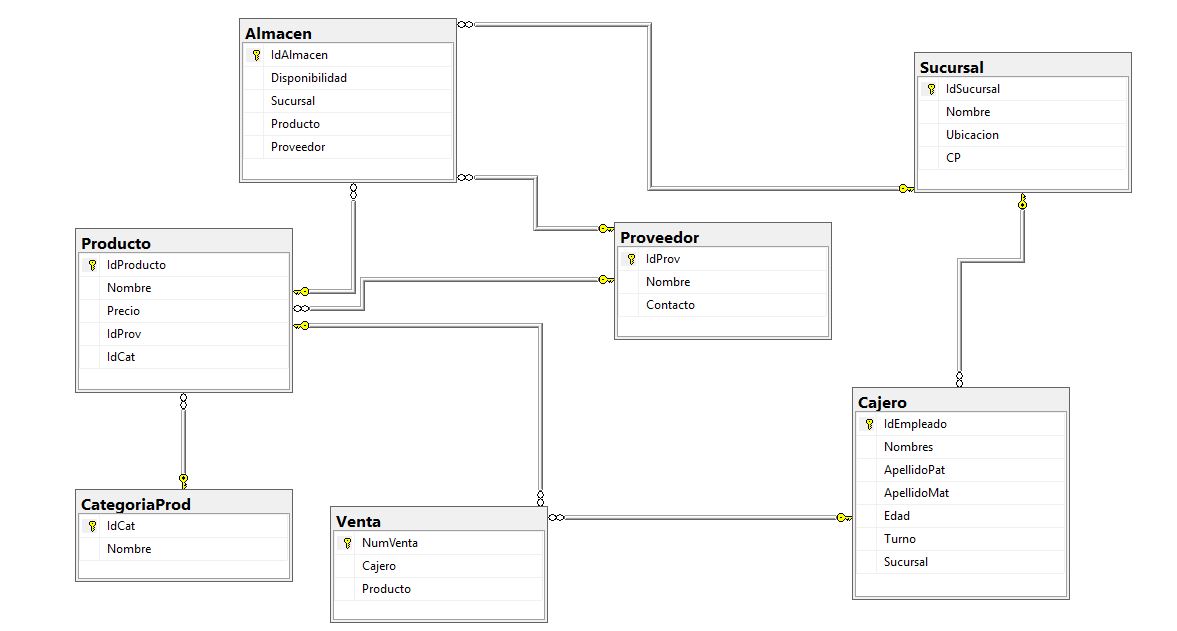 Almacen
IdAlmacen
Disponibilidad
Sucursal
Producto
Proveedor
Sucursal
IdSucursal
Nombre
Ubicacion
CP
Producto
IdProducto
Nombre
Precio
IdProv
IdCat
Proveedor
IdProv
Nombre
Contacto
Cajero
IdEmpleado
Nombres
ApellidoPat
ApellidoMat
Edad
Turno
Sucursal
CategoriaProd
IdCat
Nombre
Venta
NumVenta
Cajero
Producto